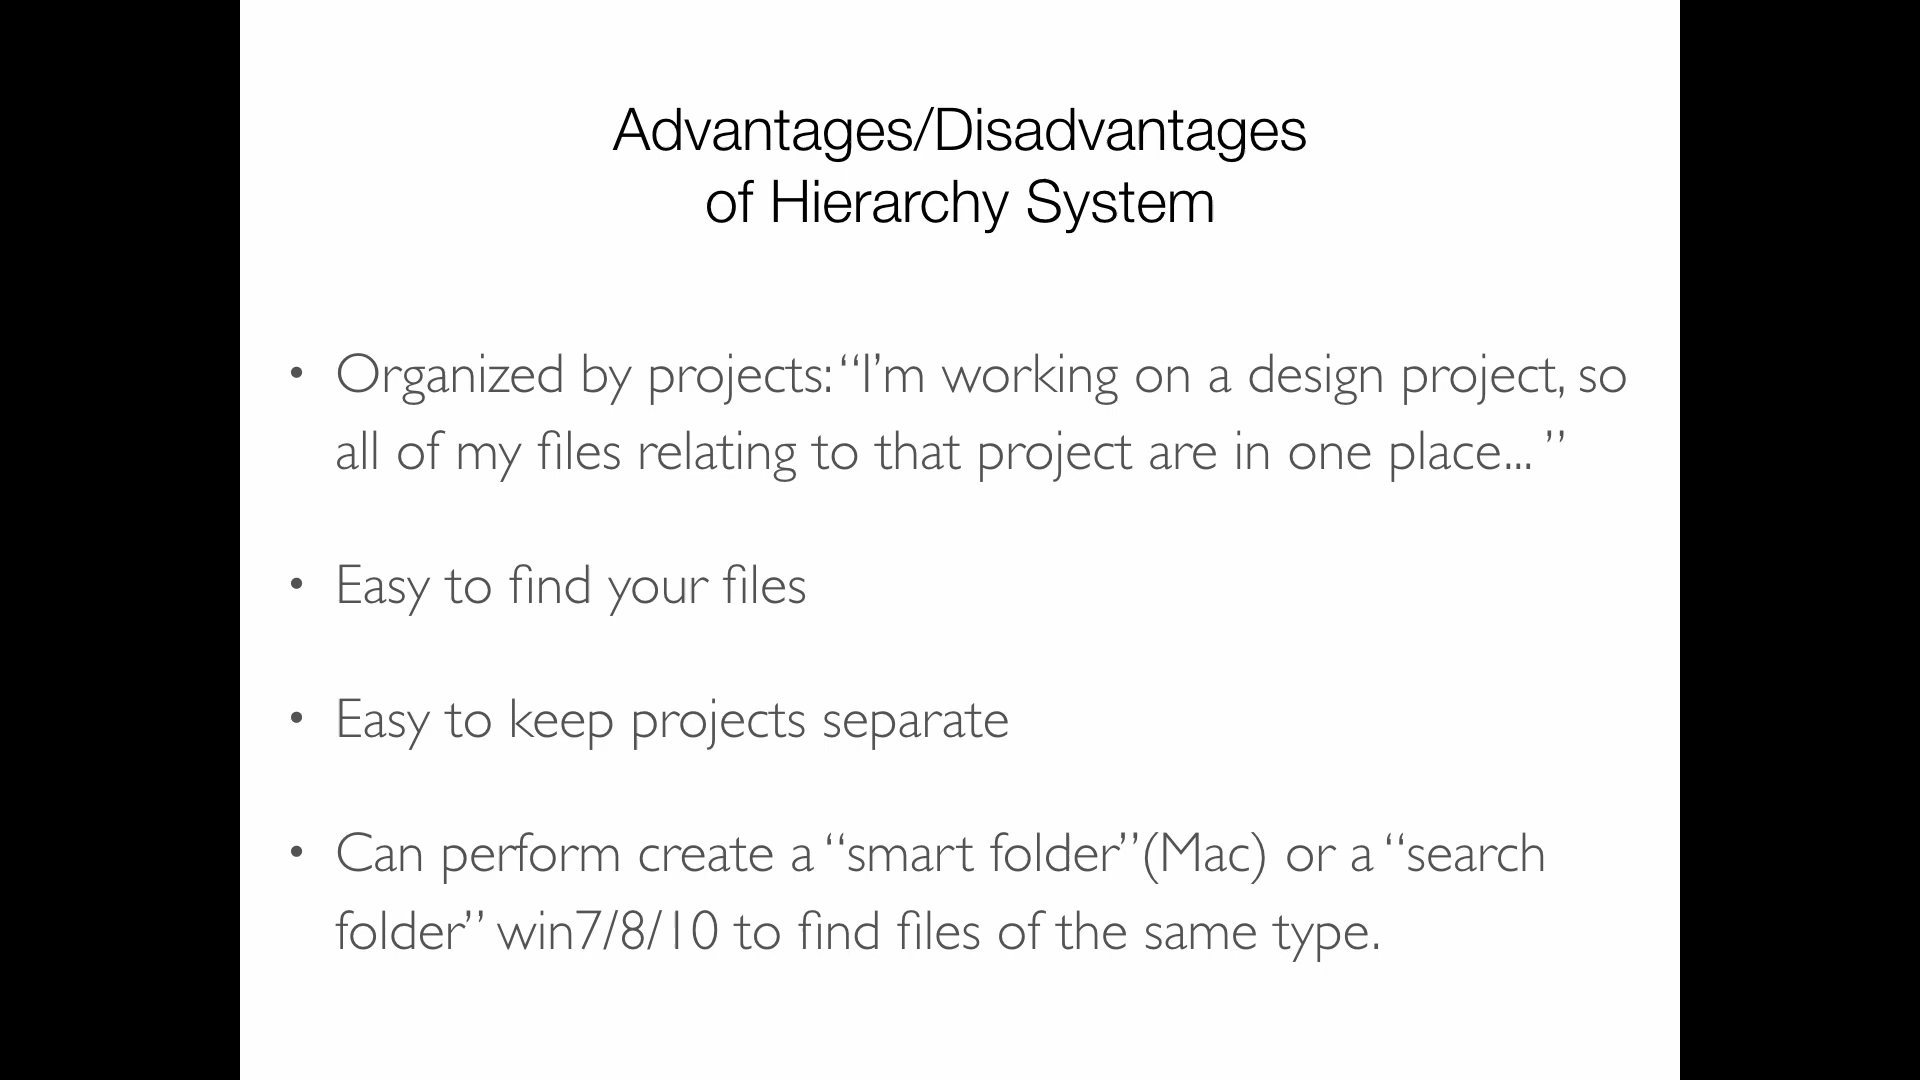 Advantages/Disadvantages
of Hierarchy System
• Organized by projects: “I’m working on a design project, so
all of my files relating to that project are in one place... ”
• Easy to find your files
• Easy to keep projects separate
• Can perform create a “smart folder”(Mac) or a “search
folder” win7/8/10 to find files of the same type.